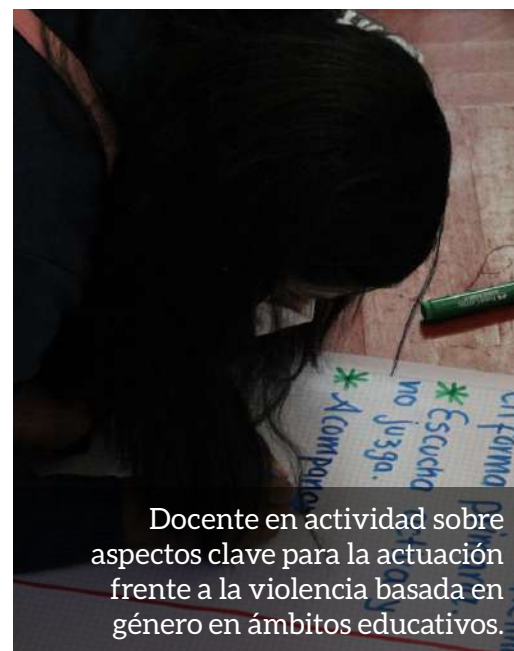 no juzga.
* Escucha
* Acompaña
Docente en actividad sobre
aspectos clave para la actuación
frente a la violencia basada en
género en ámbitos educativos.